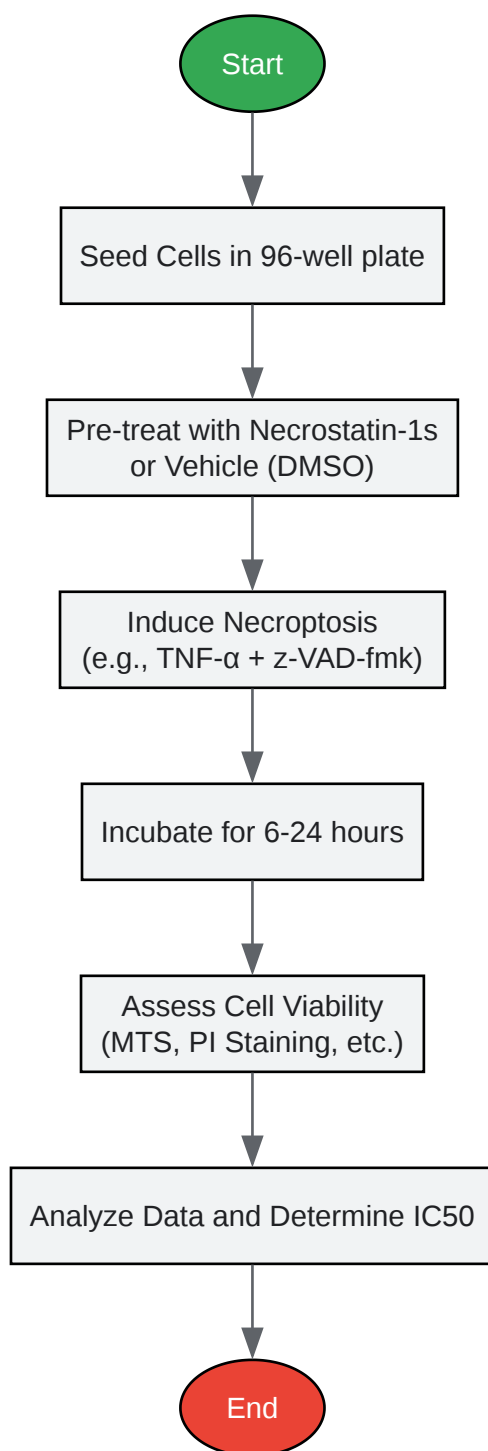 Start
Seed Cells in 96-well plate
Pre-treat with Necrostatin-1s
or Vehicle (DMSO)
Induce Necroptosis
(e.g., TNF-α + z-VAD-fmk)
Incubate for 6-24 hours
Assess Cell Viability
(MTS, PI Staining, etc.)
Analyze Data and Determine IC50
End